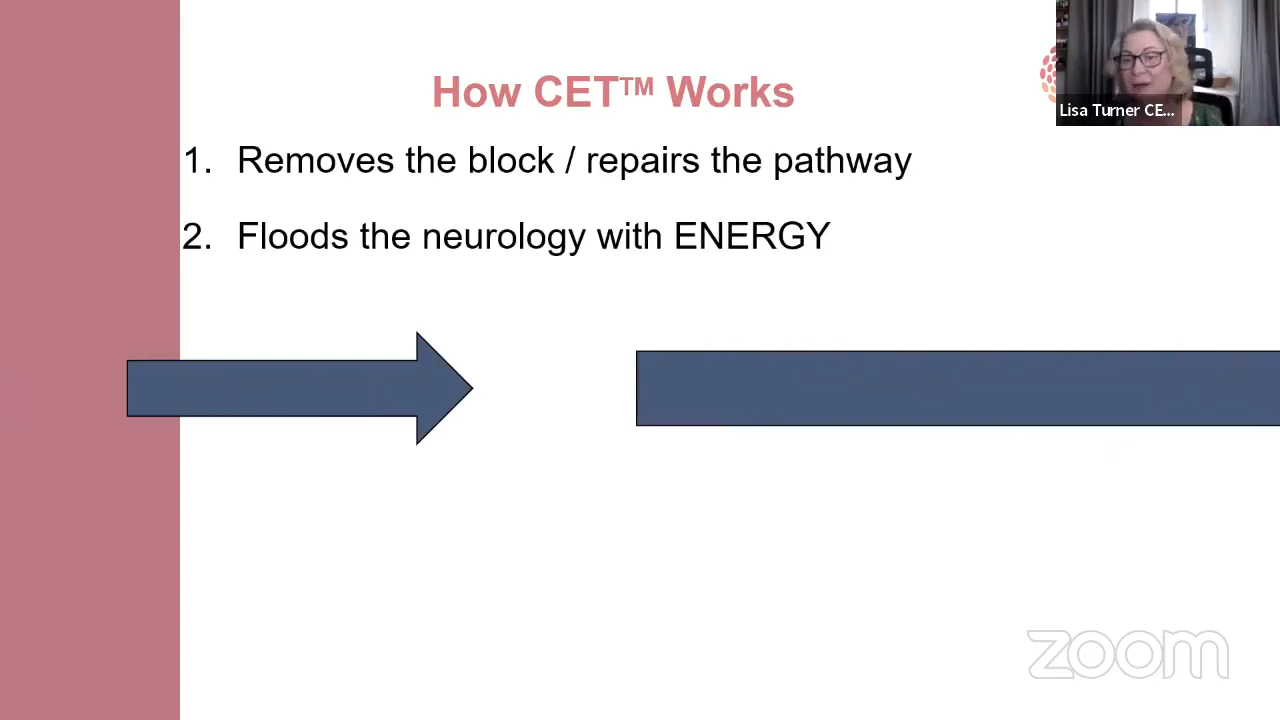 How CET™ Works
Lisa Turner CE...
1. Removes the block / repairs the pathway
2. Floods the neurology with ENERGY
zoom